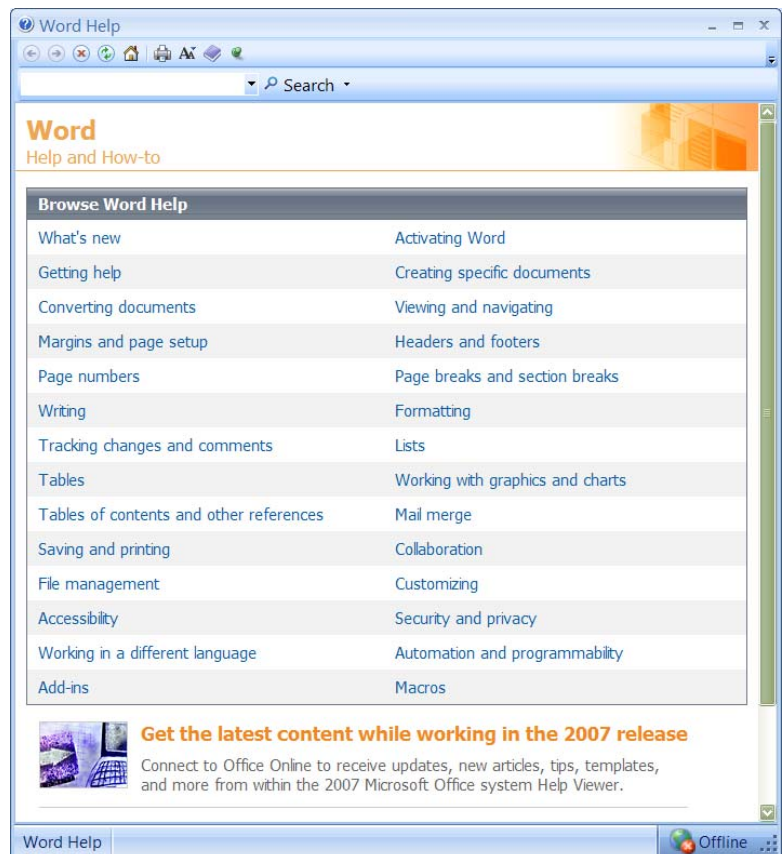 Word Help
Search
Word
Help and How-to
Browse Word Help
What's new Activating Word
Getting help Creating specific documents
Converting documents Viewing and navigating
Margins and page setup Headers and footers
Page numbers Page breaks and section breaks
Writing Formatting
Tracking changes and comments Lists
Tables Working with graphics and charts
Tables of contents and other references Mail merge
Saving and printing Collaboration
File management Customizing
Accessibility Security and privacy
Working in a different language Automation and programmability
Add-ins Macros
Get the latest content while working in the 2007 release
Connect to Office Online to receive updates, new articles, tips, templates,
and more from within the 2007 Microsoft Office system Help Viewer.
Word Help Offline